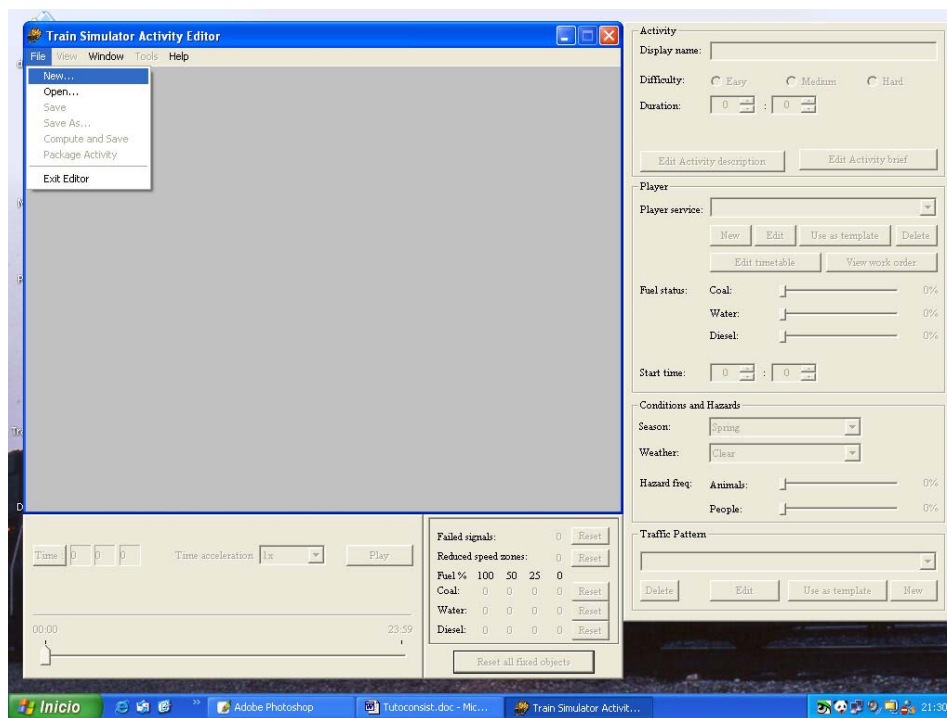 Train Simulator Activity Editor
File View Window Tools Help
New...
Open...
Save
Save As...
Compute and Save
Package Activity
Exit Editor
Activity
Display name:
Difficulty: Easy Medium Hard
Duration: 0 : 0
Edit Activity description Edit Activity brief
Player
Player service:
New Edit Use as template Delete
Edit timetable View work order
Fuel status: Coal: 0%
Water: 0%
Diesel: 0%
Start time: 0 : 0
Conditions and Hazards
Season: Spring
Weather: Clear
Hazard freq: Animals: 0%
People: 0%
Traffic Pattern
Delete Edit Use as template New
Time 0 0 0 Time acceleration 1x Play
00:00 23:59
Failed signals: 0 Reset
Reduced speed zones: 0 Reset
Fuel % 100 50 25 0
Coal: 0 0 0 0 Reset
Water: 0 0 0 0 Reset
Diesel: 0 0 0 0 Reset
Reset all fixed objects
Inicio Adobe Photoshop Tutoconsist.doc - Mic... Train Simulator Activit... 21:30